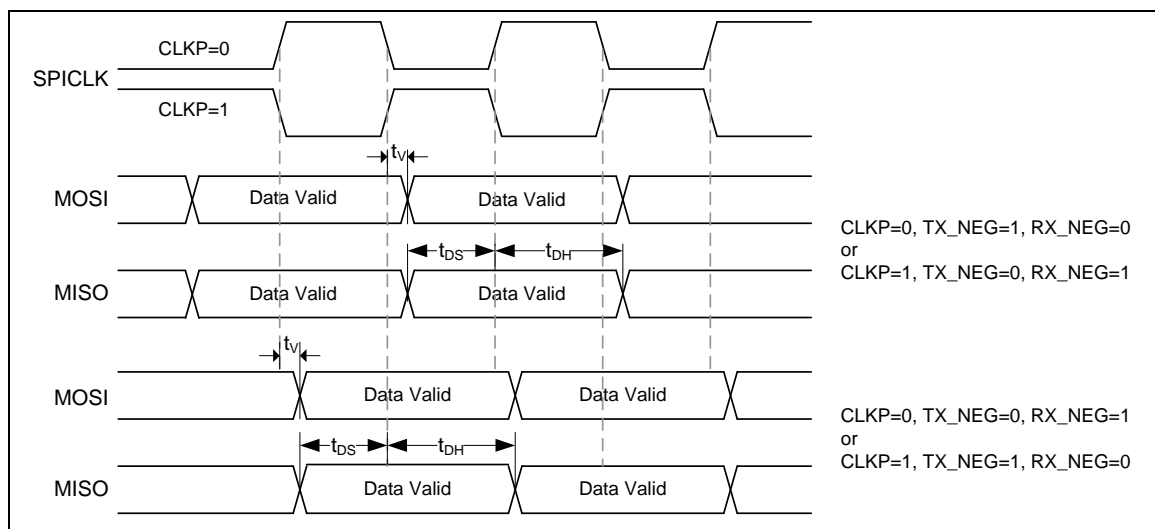 CLKP=0
SPICLK
CLKP=1
tV
MOSI
Data Valid
Data Valid
CLKP=0, TX_NEG=1, RX_NEG=0
or
CLKP=1, TX_NEG=0, RX_NEG=1
tDS
tDH
MISO
Data Valid
Data Valid
tV
MOSI
Data Valid
Data Valid
CLKP=0, TX_NEG=0, RX_NEG=1
or
CLKP=1, TX_NEG=1, RX_NEG=0
tDS
tDH
MISO
Data Valid
Data Valid